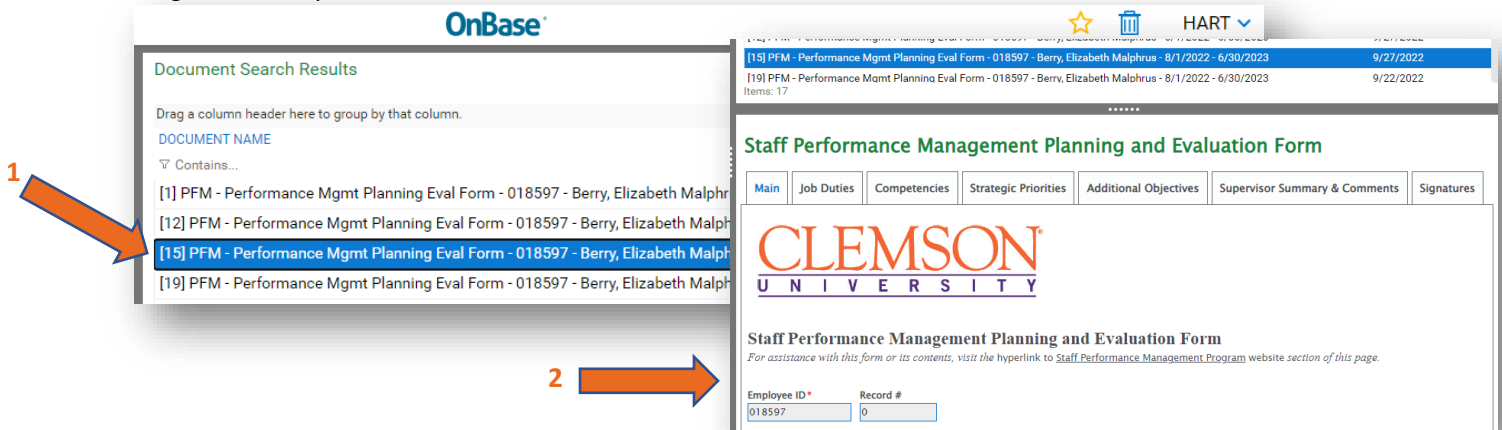 OnBase
HART
Document Search Results
Drag a column header here to group by that column.
DOCUMENT NAME
Contains...
1
[1] PFM - Performance Mgmt Planning Eval Form - 018597 - Berry, Elizabeth Malphr
[12] PFM - Performance Mgmt Planning Eval Form - 018597 - Berry, Elizabeth Malph
[15] PFM - Performance Mgmt Planning Eval Form - 018597 - Berry, Elizabeth Malph
[19] PFM - Performance Mgmt Planning Eval Form - 018597 - Berry, Elizabeth Malph
[15] PFM - Performance Mgmt Planning Eval Form - 018597 - Berry, Elizabeth Malphrus - 8/1/2022 - 6/30/2023 9/27/2022
[19] PFM - Performance Mgmt Planning Eval Form - 018597 - Berry, Elizabeth Malphrus - 8/1/2022 - 6/30/2023 9/22/2022
Items: 17
Staff Performance Management Planning and Evaluation Form
Main Job Duties Competencies Strategic Priorities Additional Objectives Supervisor Summary & Comments Signatures
CLEMSON
UNIVERSITY
Staff Performance Management Planning and Evaluation Form
For assistance with this form or its contents, visit the hyperlink to Staff Performance Management Program website section of this page.
2
Employee ID* Record #
018597 0